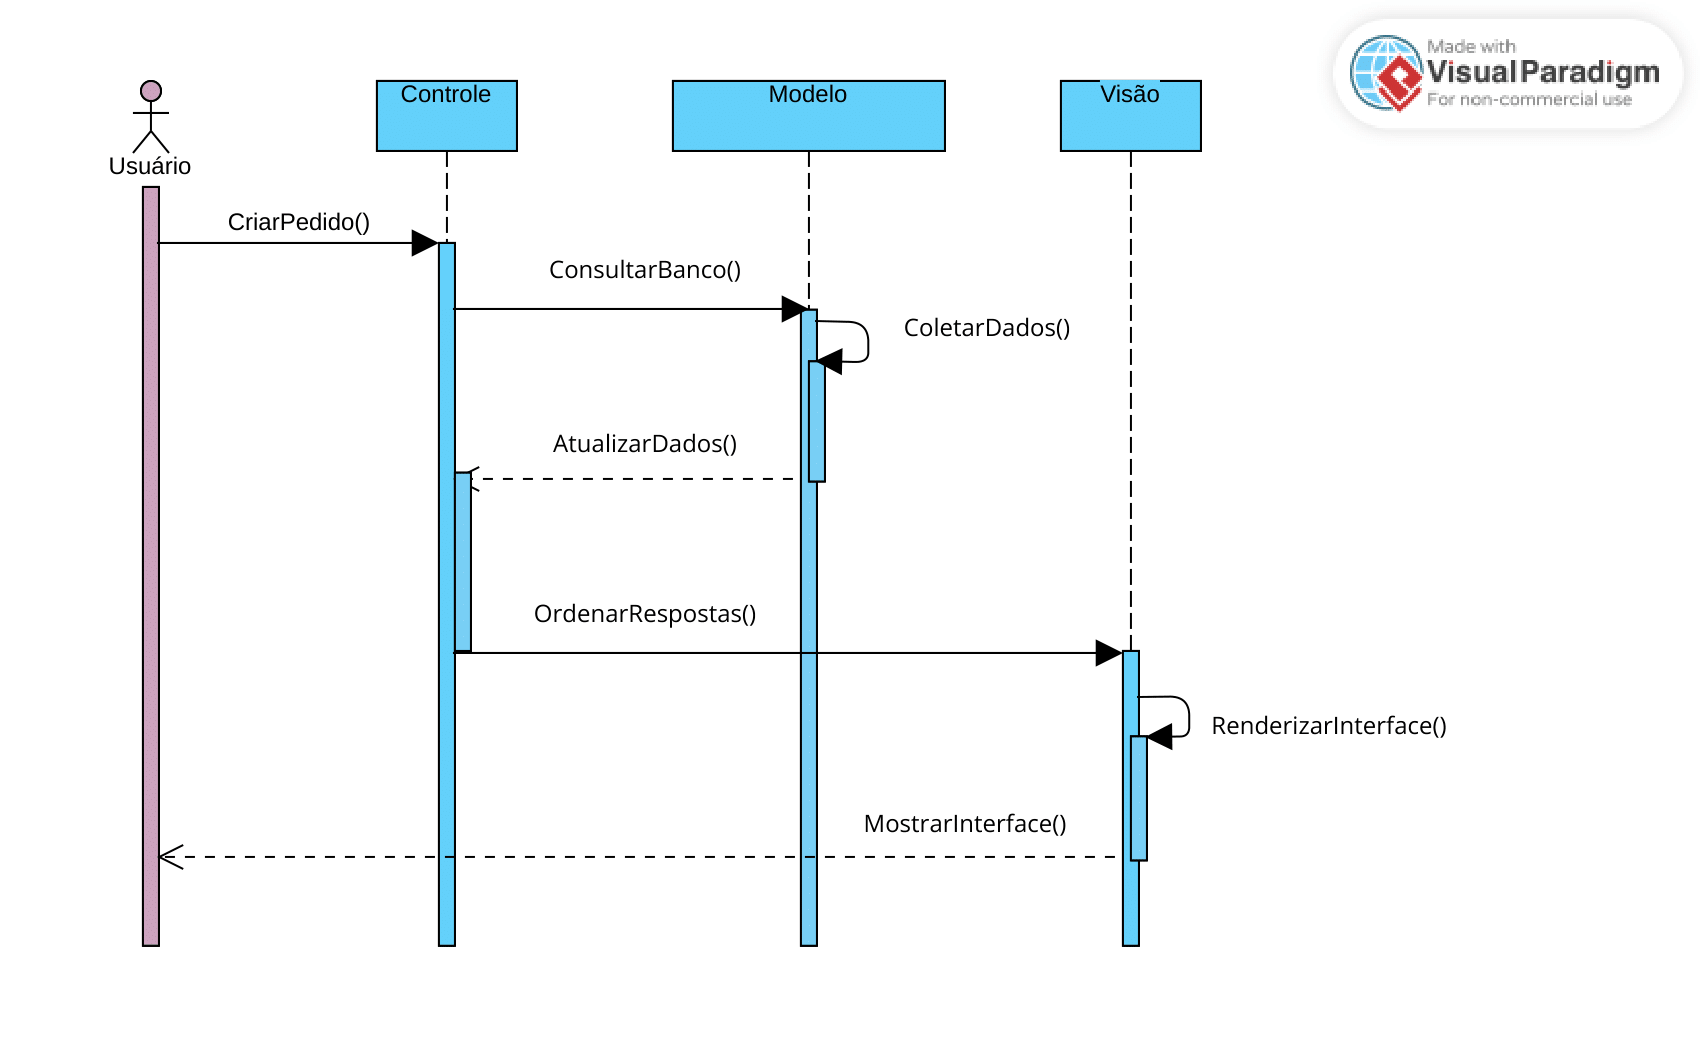 Made with
Visual Paradigm
For non-commercial use
Controle
Modelo
Visão
Usuário
CriarPedido()
ConsultarBanco()
ColetarDados()
AtualizarDados()
OrdenarRespostas()
RenderizarInterface()
MostrarInterface()